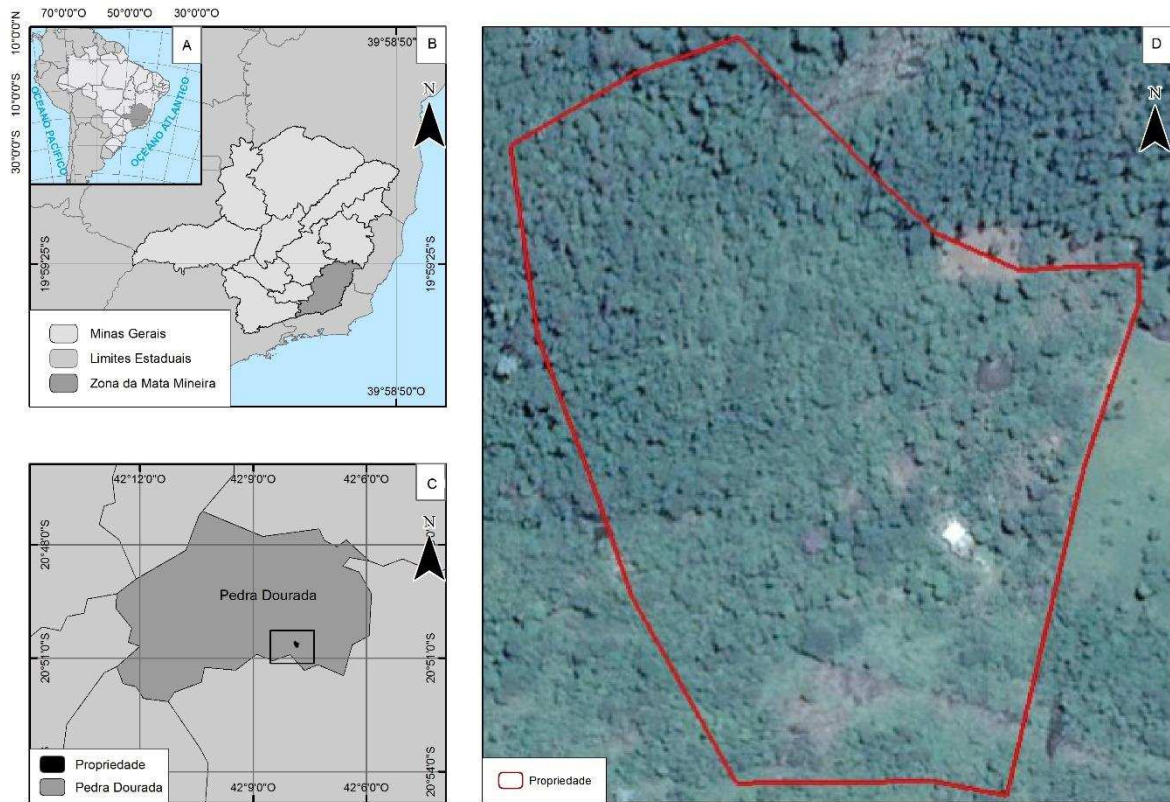 70°0'0"O 50°0'0"O 30°0'0"O
10°0'0"N
10°0'0"S
30°0'0"S
A
OCEANO PACÍFICO
OCEANO ATLÂNTICO
B
39°58'50"O
N
19°59'25"S
19°59'25"S
Minas Gerais
Limites Estaduais
Zona da Mata Mineira
39°58'50"O
C
42°12'0"O 42°9'0"O 42°6'0"O
N
20°48'0"S
20°48'0"S
Pedra Dourada
20°51'0"S
20°51'0"S
Propriedade
Pedra Dourada
20°54'0"S
42°9'0"O 42°6'0"O
D
N
Propriedade